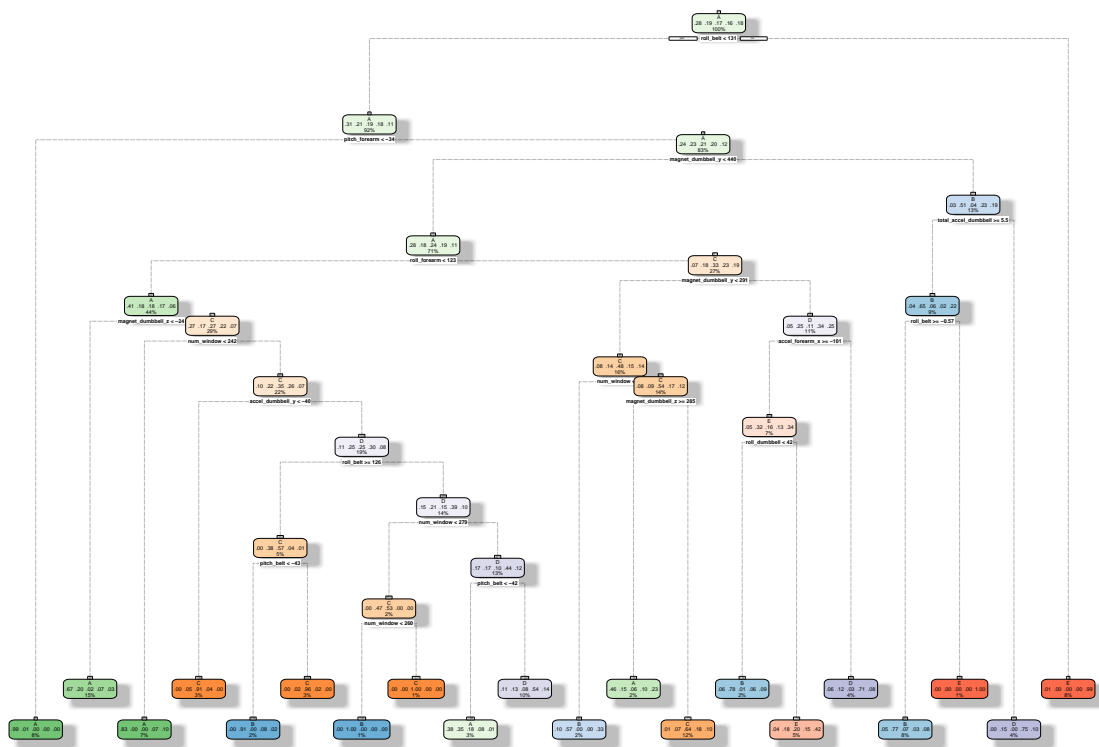 A
.28 .19 .17 .16 .18
100%
roll_belt < 131
A
.31 .21 .19 .18 .11
92%
pitch_forearm < −34
A
.24 .23 .21 .20 .12
83%
magnet_dumbbell_y < 440
B
.03 .51 .04 .23 .19
13%
total_accel_dumbbell >= 5.5
A
.28 .18 .24 .19 .11
71%
roll_forearm < 123
C
.07 .18 .33 .23 .19
27%
magnet_dumbbell_y < 291
A
.41 .18 .18 .17 .06
44%
magnet_dumbbell_z < −24
B
.04 .65 .06 .02 .22
9%
roll_belt >= −0.57
C
.27 .17 .27 .22 .07
29%
num_window < 242
D
.05 .25 .11 .34 .25
11%
accel_forearm_x >= −101
C
.08 .14 .48 .15 .14
16%
num_window <
C
.10 .22 .35 .26 .07
22%
accel_dumbbell_y < −40
C
.08 .09 .54 .17 .12
14%
magnet_dumbbell_z >= 285
E
.05 .32 .16 .13 .34
7%
roll_dumbbell < 42
D
.11 .25 .25 .30 .08
19%
roll_belt >= 126
D
.15 .21 .15 .39 .10
14%
num_window < 279
C
.00 .38 .57 .04 .01
5%
pitch_belt < −43
D
.17 .17 .10 .44 .12
13%
pitch_belt < −42
C
.00 .47 .53 .00 .00
2%
num_window < 260
A
.67 .20 .02 .07 .03
15%
C
.00 .05 .91 .04 .00
3%
C
.00 .02 .96 .02 .00
3%
C
.00 .00 1.00 .00 .00
1%
D
.11 .13 .08 .54 .14
10%
A
.46 .15 .06 .10 .23
2%
B
.06 .78 .01 .06 .09
2%
D
.06 .12 .03 .71 .08
4%
E
.00 .00 .00 .00 1.00
1%
E
.01 .00 .00 .00 .99
8%
A
.99 .01 .00 .00 .00
8%
A
.83 .00 .00 .07 .10
7%
B
.00 .91 .00 .08 .02
2%
B
.00 1.00 .00 .00 .00
1%
A
.38 .35 .18 .08 .01
3%
B
.10 .57 .00 .00 .33
2%
C
.01 .07 .64 .18 .10
12%
E
.04 .18 .20 .15 .42
5%
B
.05 .77 .07 .03 .08
8%
D
.00 .15 .00 .75 .10
4%